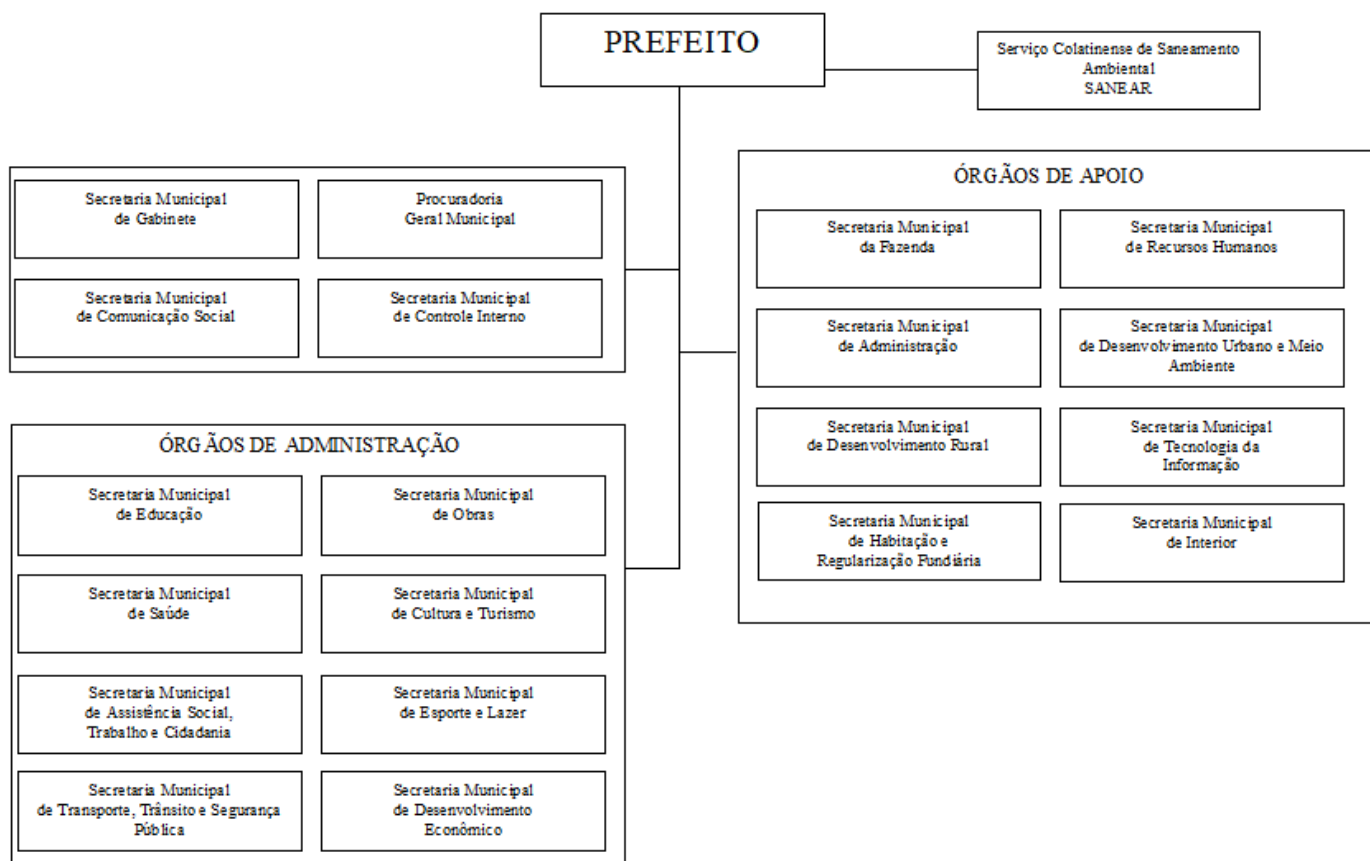 PREFEITO
Serviço Colatinense de Saneamento
Ambiental
SANEAR
Secretaria Municipal
de Gabinete
Procuradoria
Geral Municipal
Secretaria Municipal
de Comunicação Social
Secretaria Municipal
de Controle Interno
ÓRGÃOS DE APOIO
Secretaria Municipal
da Fazenda
Secretaria Municipal
de Recursos Humanos
Secretaria Municipal
de Administração
Secretaria Municipal
de Desenvolvimento Urbano e Meio
Ambiente
Secretaria Municipal
de Desenvolvimento Rural
Secretaria Municipal
de Tecnologia da
Informação
Secretaria Municipal
de Habitação e
Regularização Fundiária
Secretaria Municipal
de Interior
ÓRGÃOS DE ADMINISTRAÇÃO
Secretaria Municipal
de Educação
Secretaria Municipal
de Obras
Secretaria Municipal
de Saúde
Secretaria Municipal
de Cultura e Turismo
Secretaria Municipal
de Assistência Social,
Trabalho e Cidadania
Secretaria Municipal
de Esporte e Lazer
Secretaria Municipal
de Transporte, Trânsito e Segurança
Pública
Secretaria Municipal
de Desenvolvimento
Econômico